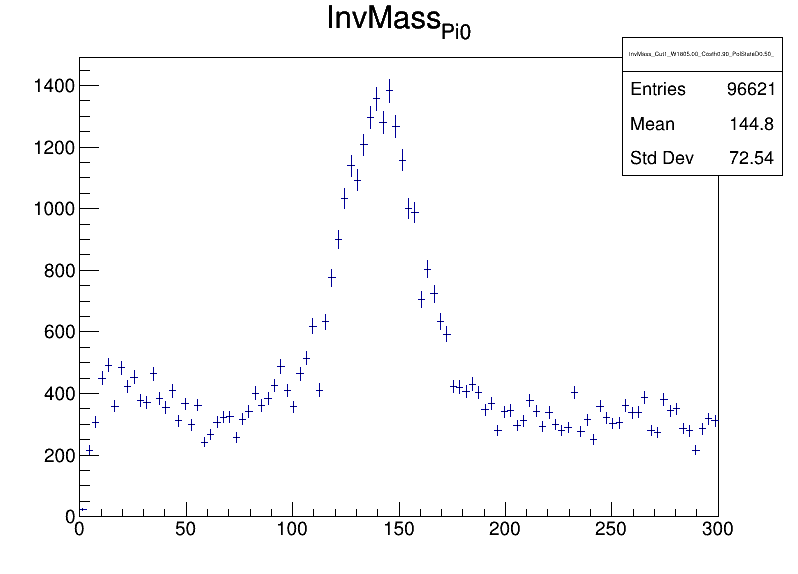 InvMass_Pi0
InvMass_Cut1_W1605.00_Costh0.90_PolStateD0.50_
Entries 96621
Mean 144.8
Std Dev 72.54
1400
1200
1000
800
600
400
200
0
0 50 100 150 200 250 300